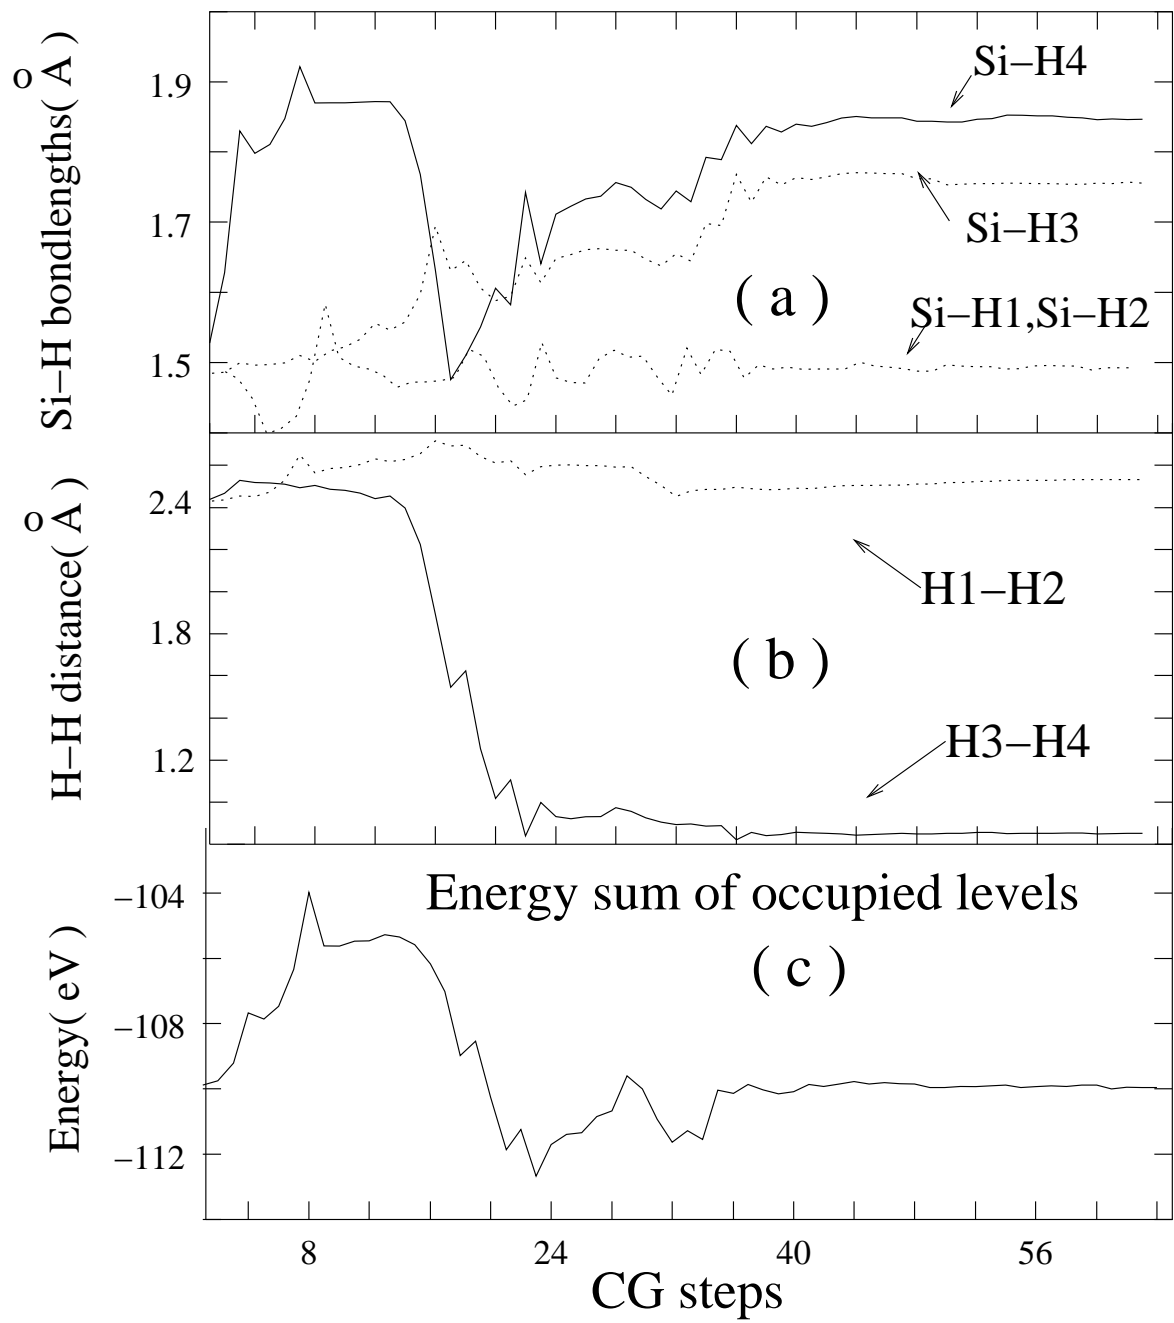 Si−H bondlengths( Å )
1.9
1.7
1.5
Si−H4
Si−H3
( a )
Si−H1,Si−H2
H−H distance( Å )
2.4
1.8
1.2
H1−H2
( b )
H3−H4
Energy( eV )
−104
−108
−112
Energy sum of occupied levels
( c )
8 24 40 56
CG steps